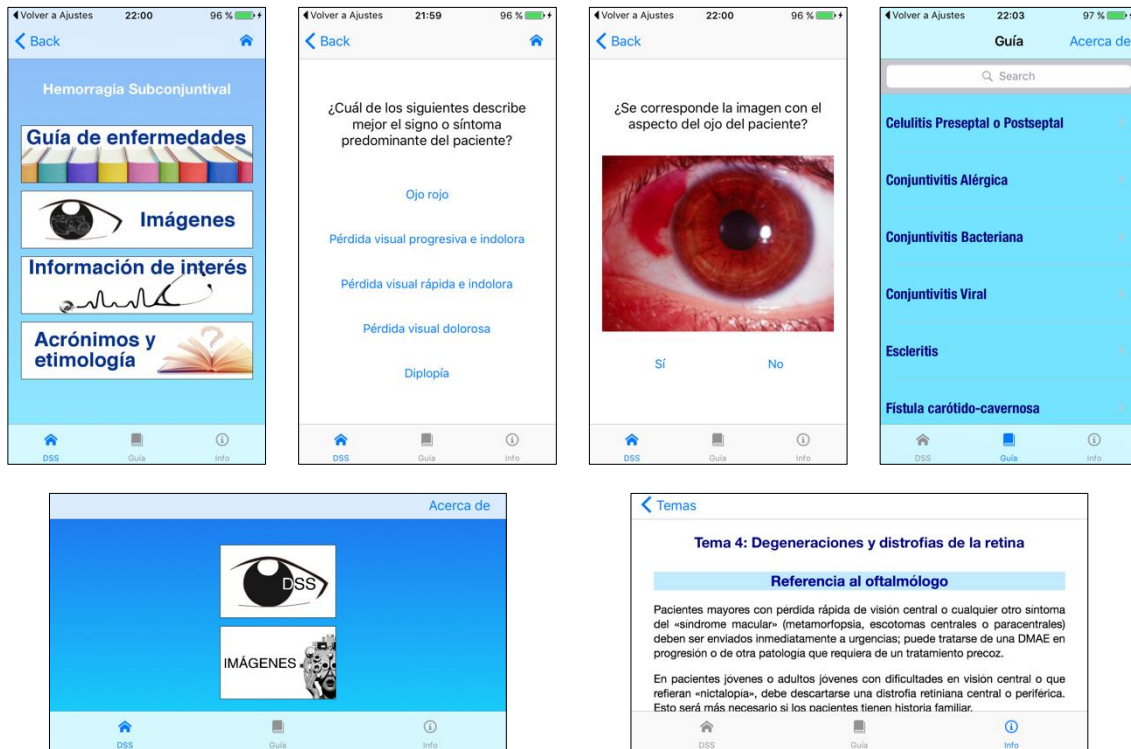 Volver a Ajustes 22:00 96 %
Back
Hemorragia Subconjuntival
Guía de enfermedades
Imágenes
Información de interés
Acrónimos y
etimología
DSS Guía Info
Volver a Ajustes 21:59 96 %
Back
¿Cuál de los siguientes describe
mejor el signo o síntoma
predominante del paciente?
Ojo rojo
Pérdida visual progresiva e indolora
Pérdida visual rápida e indolora
Pérdida visual dolorosa
Diplopía
DSS Guía Info
Volver a Ajustes 22:00 96 %
Back
¿Se corresponde la imagen con el
aspecto del ojo del paciente?
Sí No
DSS Guía Info
Volver a Ajustes 22:03 97 %
Guía Acerca de
Search
Celulitis Preseptal o Postseptal
Conjuntivitis Alérgica
Conjuntivitis Bacteriana
Conjuntivitis Viral
Escleritis
Fístula carótido-cavernosa
DSS Guía Info
Acerca de
DSS
IMÁGENES
DSS Guía Info
Temas
Tema 4: Degeneraciones y distrofias de la retina
Referencia al oftalmólogo
Pacientes mayores con pérdida rápida de visión central o cualquier otro síntoma
del «síndrome macular» (metamorfopsia, escotomas centrales o paracentrales)
deben ser enviados inmediatamente a urgencias; puede tratarse de una DMAE en
progresión o de otra patología que requiera de un tratamiento precoz.
En pacientes jóvenes o adultos jóvenes con dificultades en visión central o que
refieran «nictalopía», debe descartarse una distrofia retiniana central o periférica.
Esto será más necesario si los pacientes tienen historia familiar.
DSS Guía Info